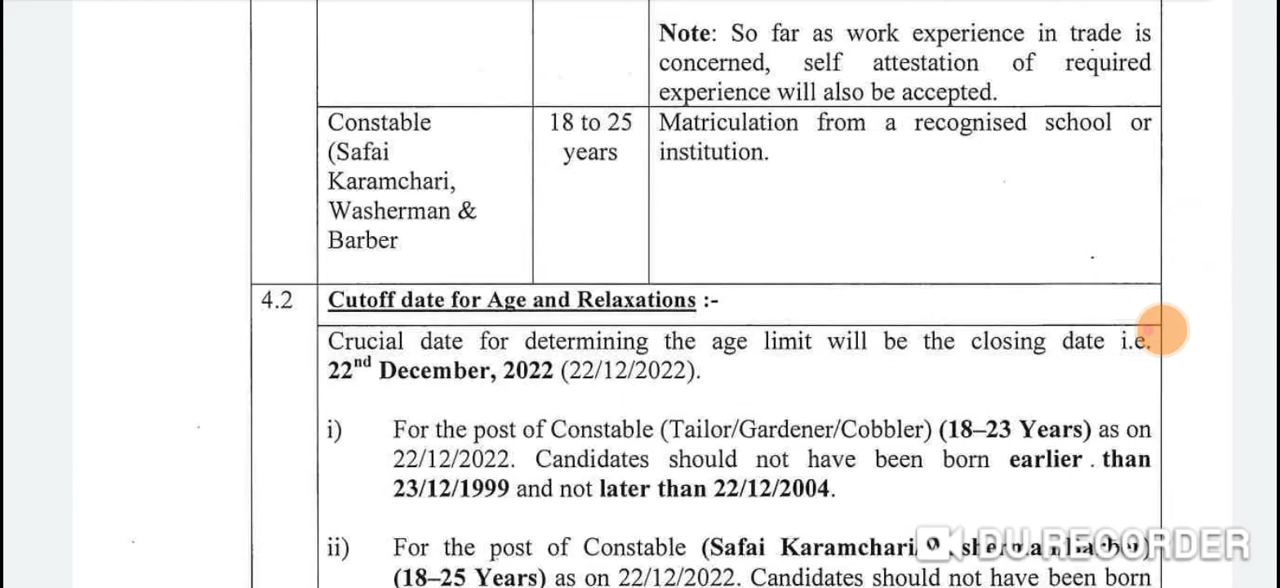 Note: So far as work experience in trade is
concerned, self attestation of required
experience will also be accepted.
Constable
(Safai
Karamchari,
Washerman &
Barber
18 to 25
years
Matriculation from a recognised school or
institution.
4.2
Cutoff date for Age and Relaxations :-
Crucial date for determining the age limit will be the closing date i.e.
22nd December, 2022 (22/12/2022).
i) For the post of Constable (Tailor/Gardener/Cobbler) (18–23 Years) as on
22/12/2022. Candidates should not have been born earlier . than
23/12/1999 and not later than 22/12/2004.
ii) For the post of Constable (Safai Karamchari
(18–25 Years) as on 22/12/2022. Candidates should not have been born
DU RECORDER